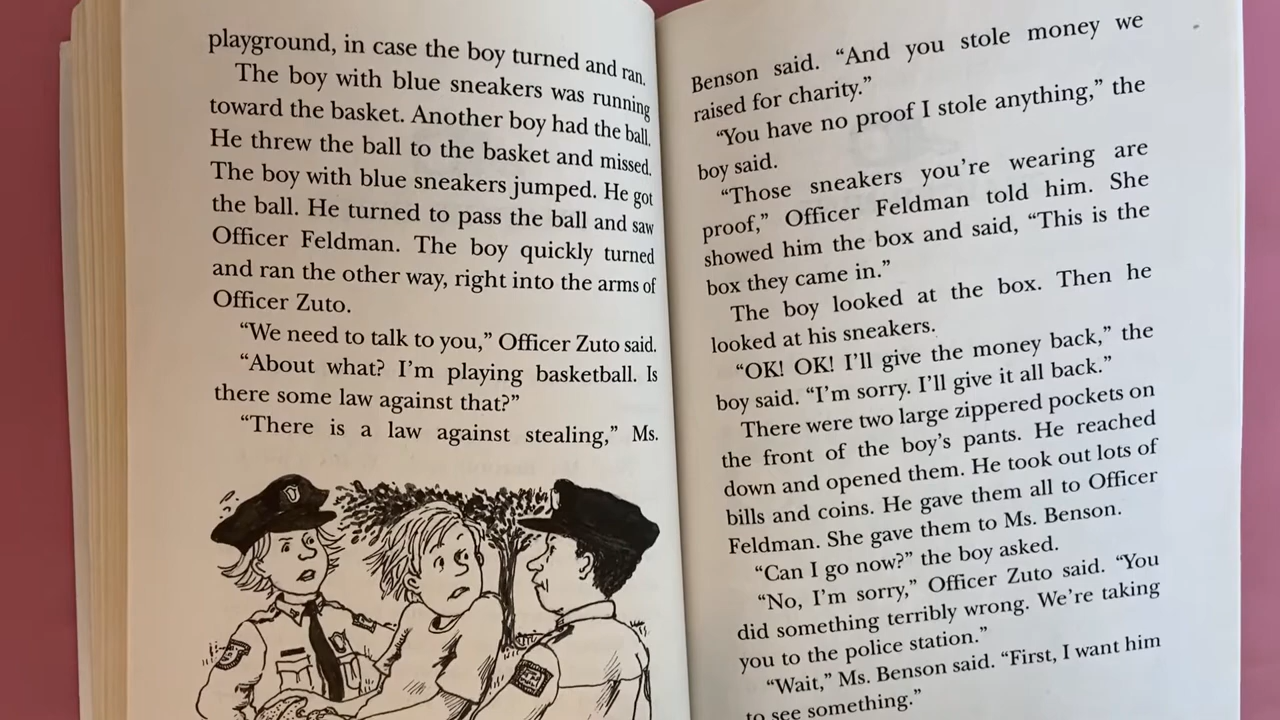 playground, in case the boy turned and ran.
The boy with blue sneakers was running
toward the basket. Another boy had the ball.
He threw the ball to the basket and missed.
The boy with blue sneakers jumped. He got
the ball. He turned to pass the ball and saw
Officer Feldman. The boy quickly turned
and ran the other way, right into the arms of
Officer Zuto.
“We need to talk to you,” Officer Zuto said.
“About what? I’m playing basketball. Is
there some law against that?”
“There is a law against stealing,” Ms.
Benson said. “And you stole money we
raised for charity.”
“You have no proof I stole anything,” the
boy said.
“Those sneakers you’re wearing are
proof,” Officer Feldman told him. She
showed him the box and said, “This is the
box they came in.”
The boy looked at the box. Then he
looked at his sneakers.
“OK! OK! I’ll give the money back,” the
boy said. “I’m sorry. I’ll give it all back.”
There were two large zippered pockets on
the front of the boy’s pants. He reached
down and opened them. He took out lots of
bills and coins. He gave them all to Officer
Feldman. She gave them to Ms. Benson.
“Can I go now?” the boy asked.
“No, I’m sorry,” Officer Zuto said. “You
did something terribly wrong. We’re taking
you to the police station.”
“Wait,” Ms. Benson said. “First, I want him
to see something.”